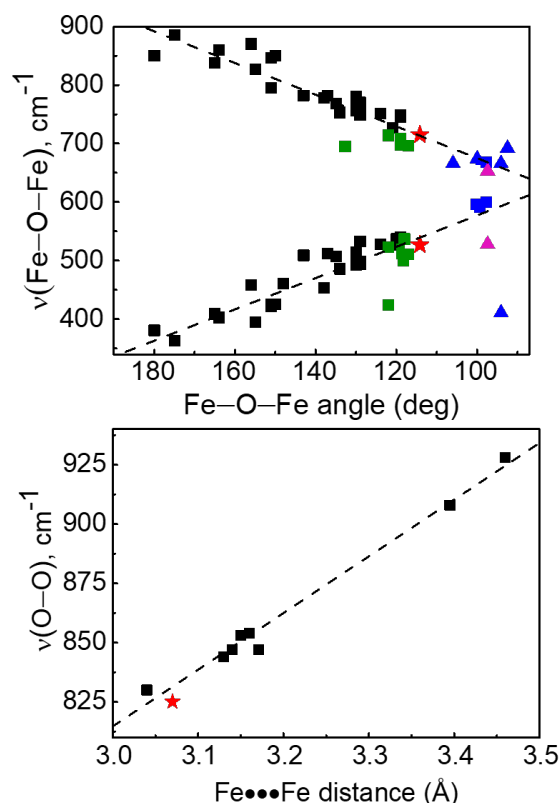 900
800
700
600
500
400
ν(Fe–O–Fe), cm⁻¹
180 160 140 120 100
Fe–O–Fe angle (deg)
925
900
875
850
825
ν(O–O), cm⁻¹
3.0 3.1 3.2 3.3 3.4 3.5
Fe•••Fe distance (Å)